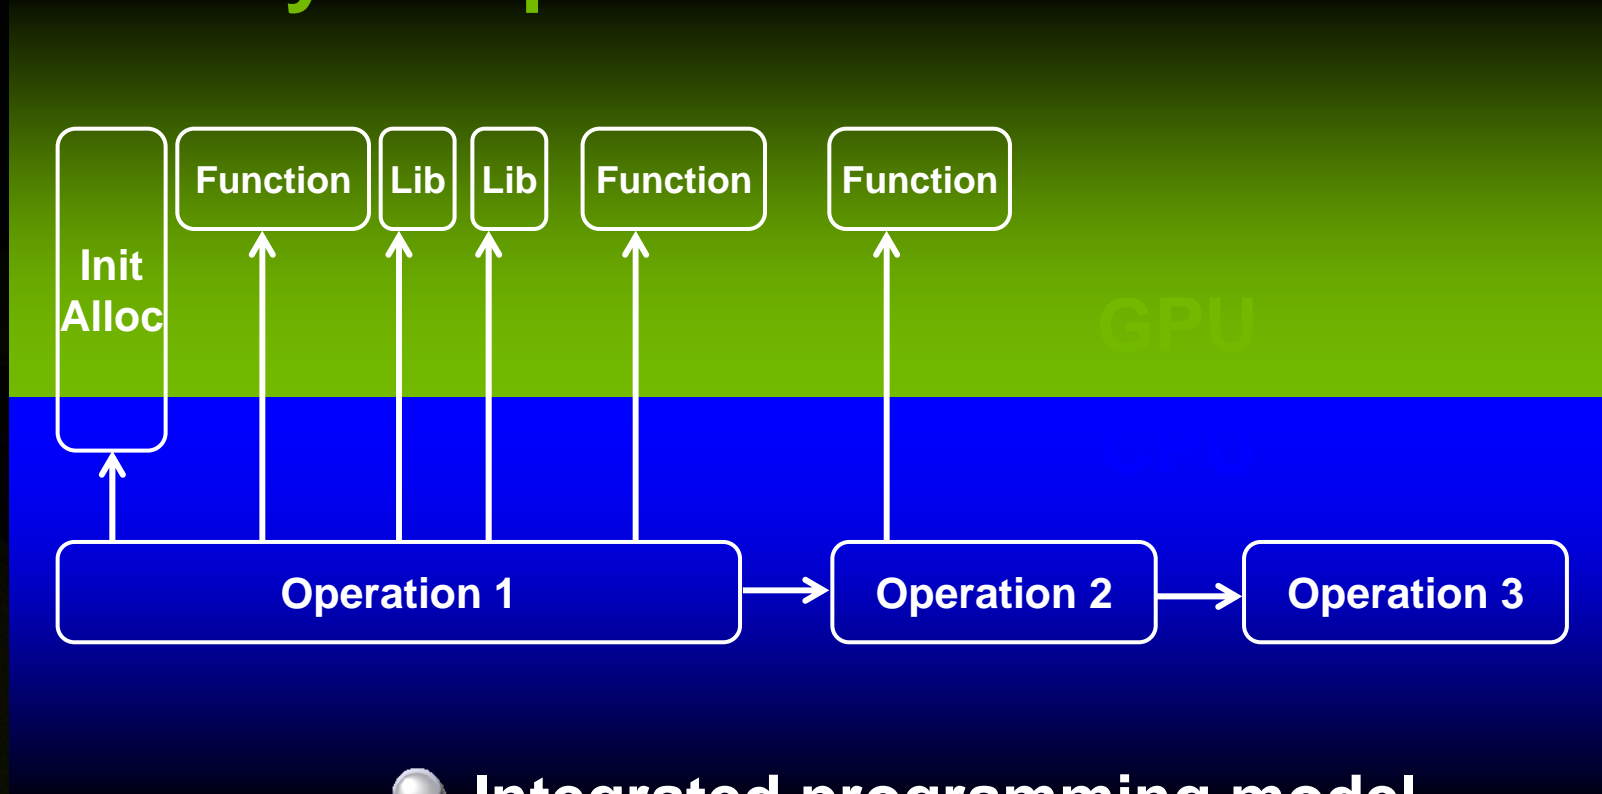 Function
Lib
Lib
Function
Function
Init
Alloc
GPU
Operation 1
Operation 2
Operation 3
Integrated programming model